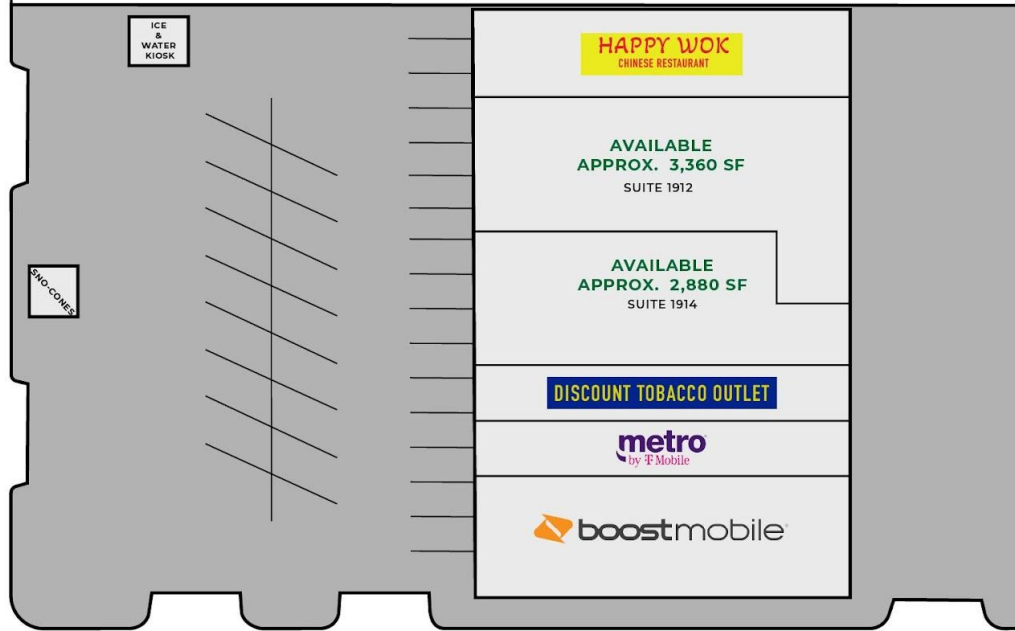 ICE
&
WATER
KIOSK
HAPPY WOK
CHINESE RESTAURANT
AVAILABLE
APPROX. 3,360 SF
SUITE 1912
SNO-CONES
AVAILABLE
APPROX. 2,880 SF
SUITE 1914
DISCOUNT TOBACCO OUTLET
metro
by T Mobile
boostmobile